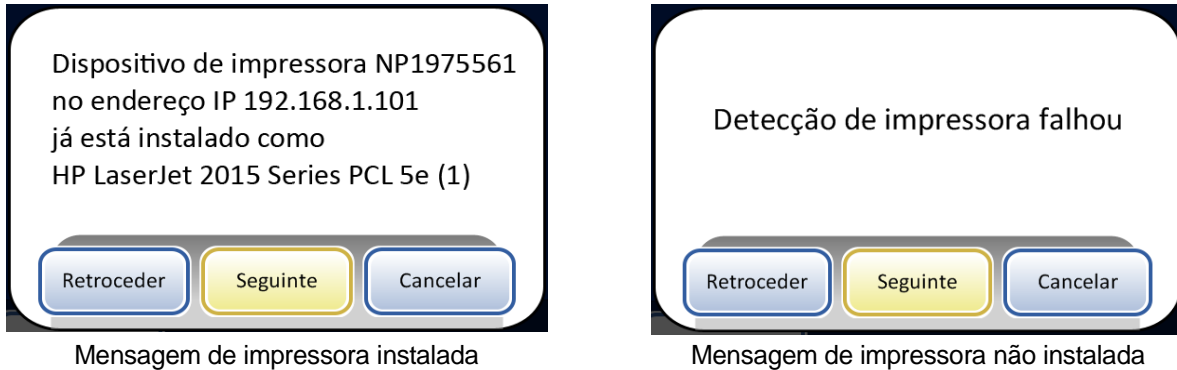 Dispositivo de impressora NP1975561
no endereço IP 192.168.1.101
já está instalado como
HP LaserJet 2015 Series PCL 5e (1)
Retroceder
Seguinte
Cancelar
Mensagem de impressora instalada
Detecção de impressora falhou
Retroceder
Seguinte
Cancelar
Mensagem de impressora não instalada